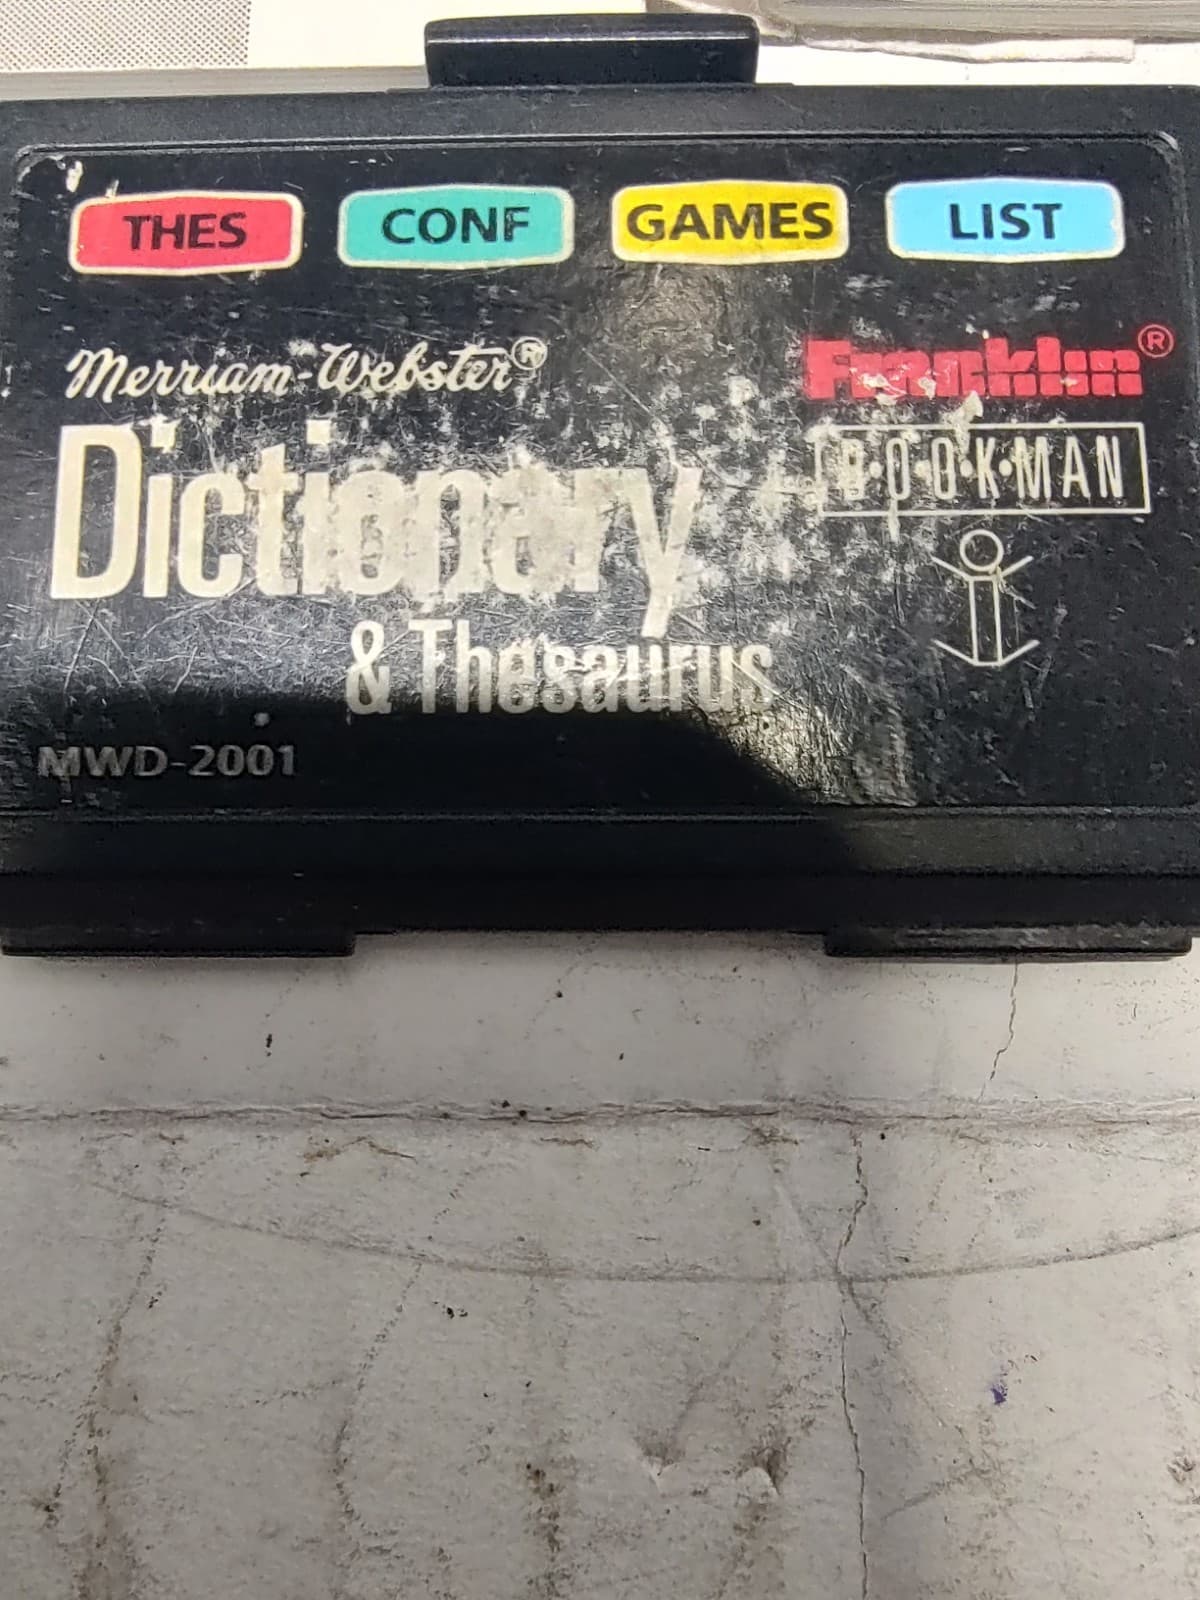 THES CONF GAMES LIST
Merriam-Webster®
Franklin®
Dictionary
BOOKMAN
& Thesaurus
MWD-2001